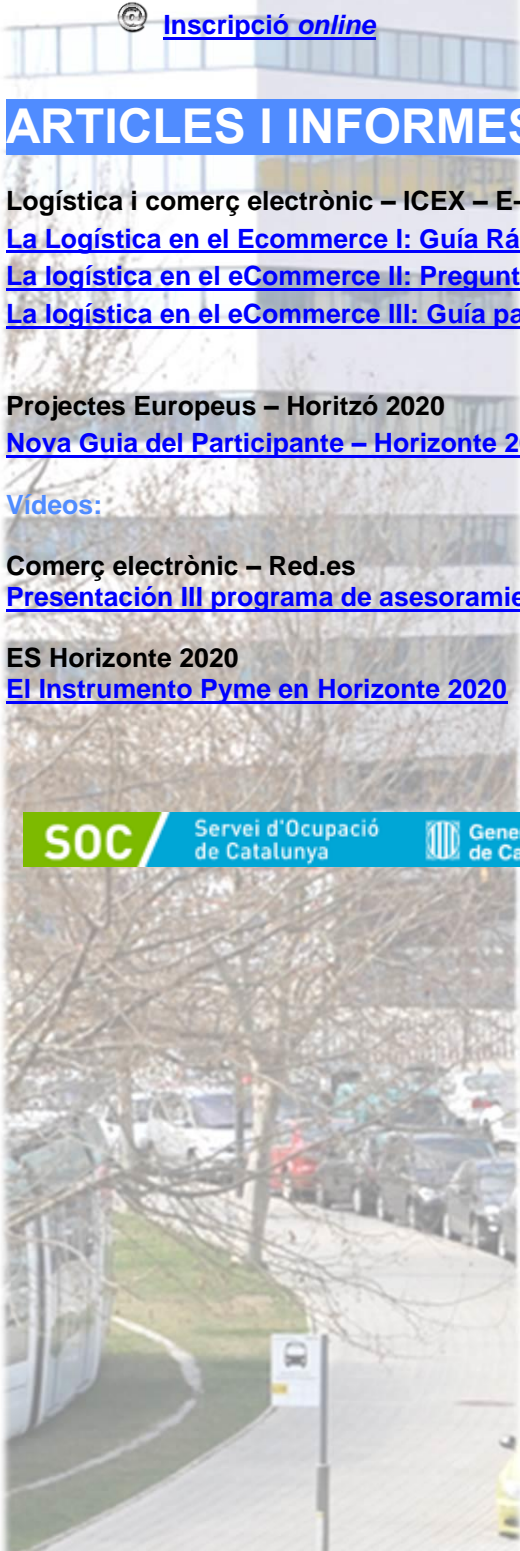 Inscripció online
ARTICLES I INFORMES
Logística i comerç electrònic – ICEX – E-
La Logística en el Ecommerce I: Guía Rá
La logística en el eCommerce II: Pregunt
La logística en el eCommerce III: Guía pa
Projectes Europeus – Horitzó 2020
Nova Guia del Participante – Horizonte 20
Vídeos:
Comerç electrònic – Red.es
Presentación III programa de asesoramie
ES Horizonte 2020
El Instrumento Pyme en Horizonte 2020
SOC
Servei d'Ocupació
de Catalunya
Gener
de Ca